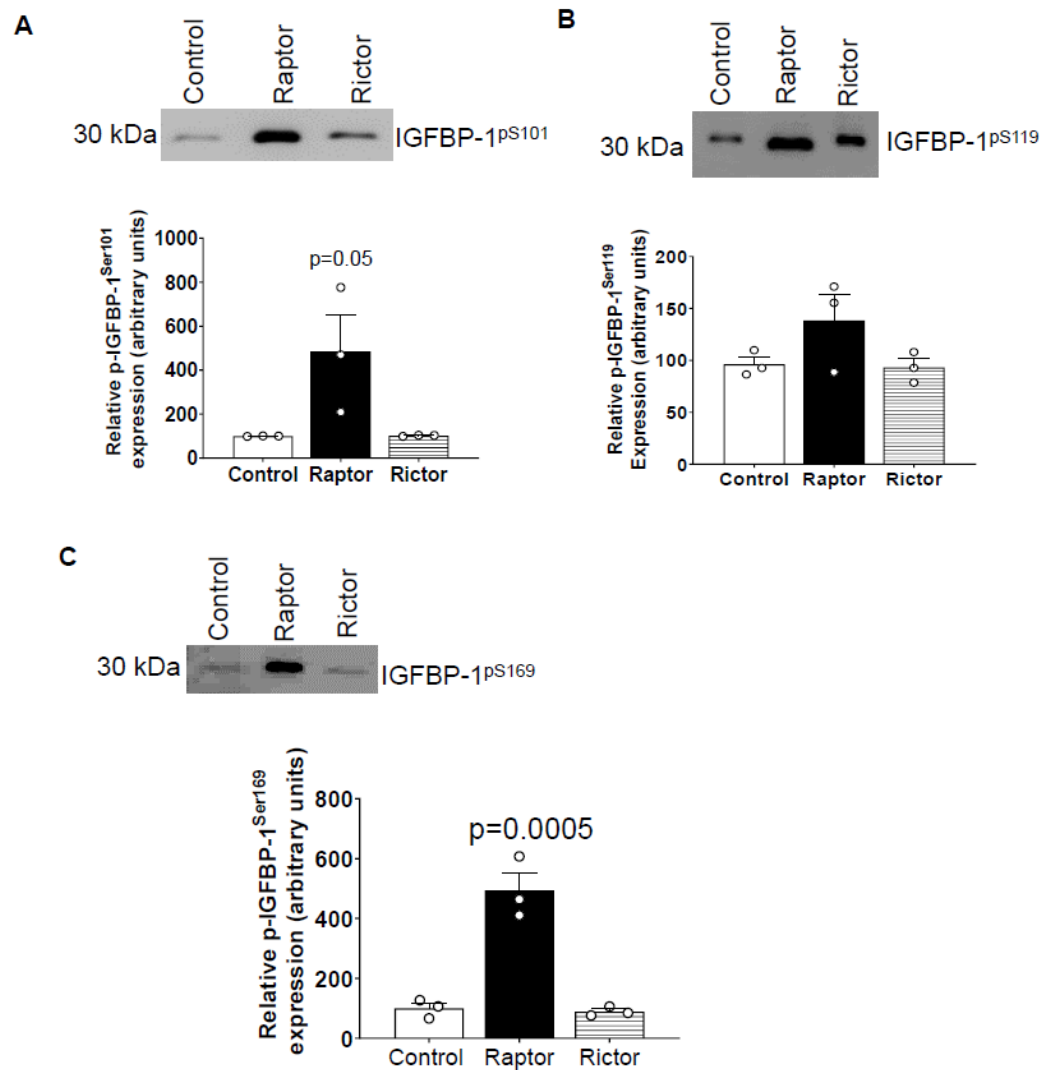 A
Control
Raptor
Rictor
30 kDa
IGFBP-1pS101
Relative p-IGFBP-1Ser101
expression (arbitrary units)
1000
800
600
400
200
0
p=0.05
Control Raptor Rictor
B
Control
Raptor
Rictor
30 kDa
IGFBP-1pS119
Relative p-IGFBP-1Ser119
Expression (arbitrary units)
200
150
100
50
0
Control Raptor Rictor
C
Control
Raptor
Rictor
30 kDa
IGFBP-1pS169
Relative p-IGFBP-1Ser169
expression (arbitrary units)
800
600
400
200
0
p=0.0005
Control Raptor Rictor